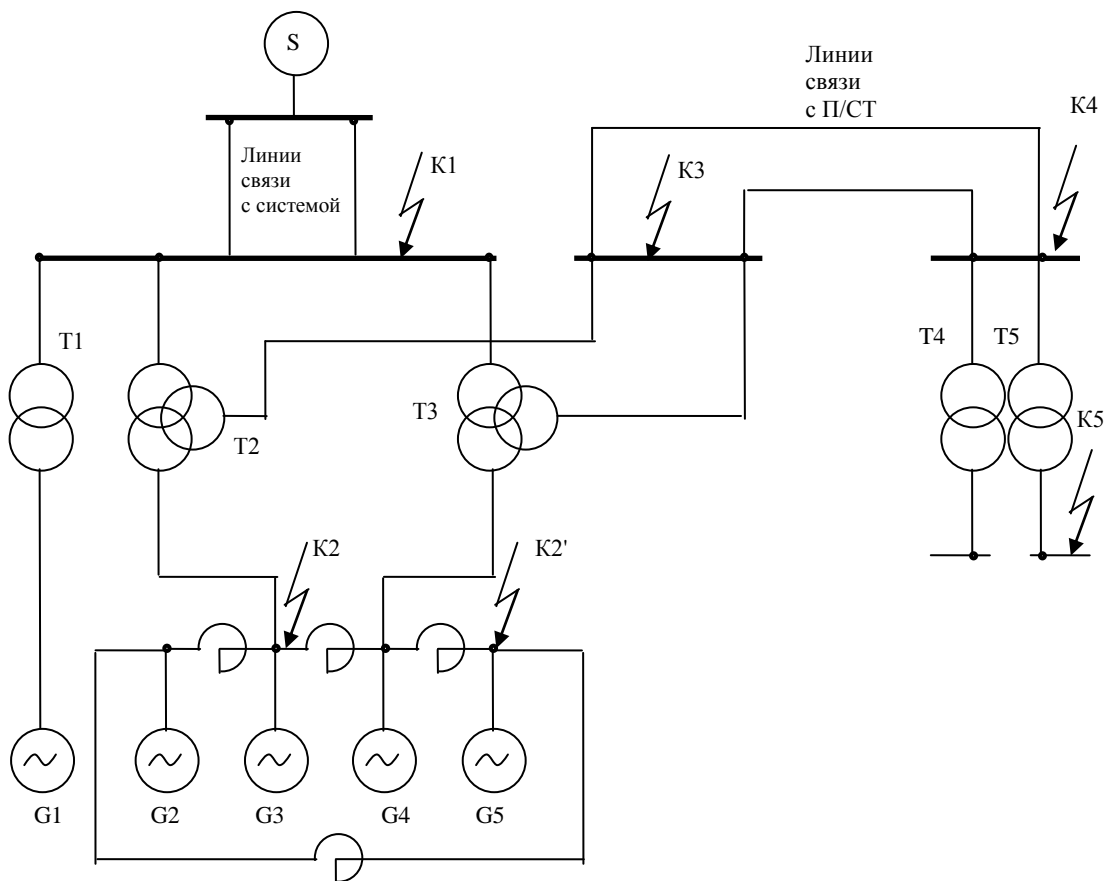 S
Линии
связи
с системой
К1
К3
Линии
связи
с П/СТ
К4
Т1
Т2
Т3
Т4
Т5
К5
К2
К2'
G1
G2
G3
G4
G5